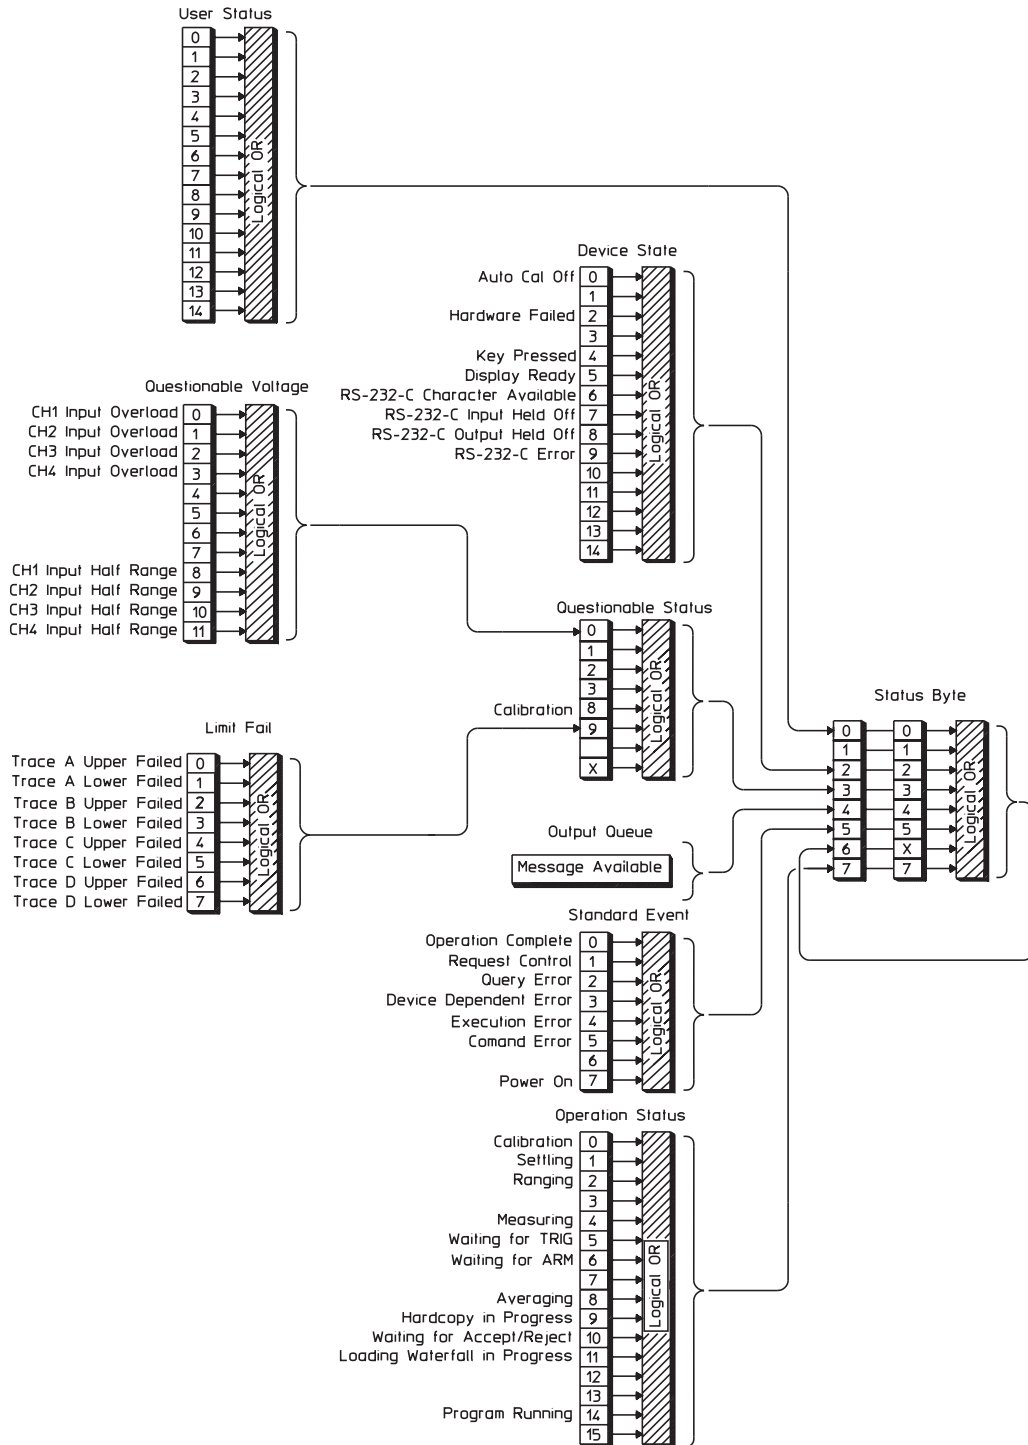 User Status
0
1
2
3
4
5
6
7
8
9
10
11
12
13
14
Logical OR
Questionable Voltage
CH1 Input Overload 0
CH2 Input Overload 1
CH3 Input Overload 2
CH4 Input Overload 3
4
5
6
7
CH1 Input Half Range 8
CH2 Input Half Range 9
CH3 Input Half Range 10
CH4 Input Half Range 11
Logical OR
Limit Fail
Trace A Upper Failed 0
Trace A Lower Failed 1
Trace B Upper Failed 2
Trace B Lower Failed 3
Trace C Upper Failed 4
Trace C Lower Failed 5
Trace D Upper Failed 6
Trace D Lower Failed 7
Logical OR
Device State
Auto Cal Off 0
1
Hardware Failed 2
3
Key Pressed 4
Display Ready 5
RS-232-C Character Available 6
RS-232-C Input Held Off 7
RS-232-C Output Held Off 8
RS-232-C Error 9
10
11
12
13
14
Logical OR
Questionable Status
0
1
2
3
Calibration 8
9
X
Logical OR
Output Queue
Message Available
Standard Event
Operation Complete 0
Request Control 1
Query Error 2
Device Dependent Error 3
Execution Error 4
Comand Error 5
6
Power On 7
Logical OR
Operation Status
Calibration 0
Settling 1
Ranging 2
3
Measuring 4
Waiting for TRIG 5
Waiting for ARM 6
7
Averaging 8
Hardcopy in Progress 9
Waiting for Accept/Reject 10
Loading Waterfall in Progress 11
12
13
Program Running 14
15
Logical OR
Status Byte
0 0
1 1
2 2
3 3
4 4
5 5
6 X
7 7
Logical OR